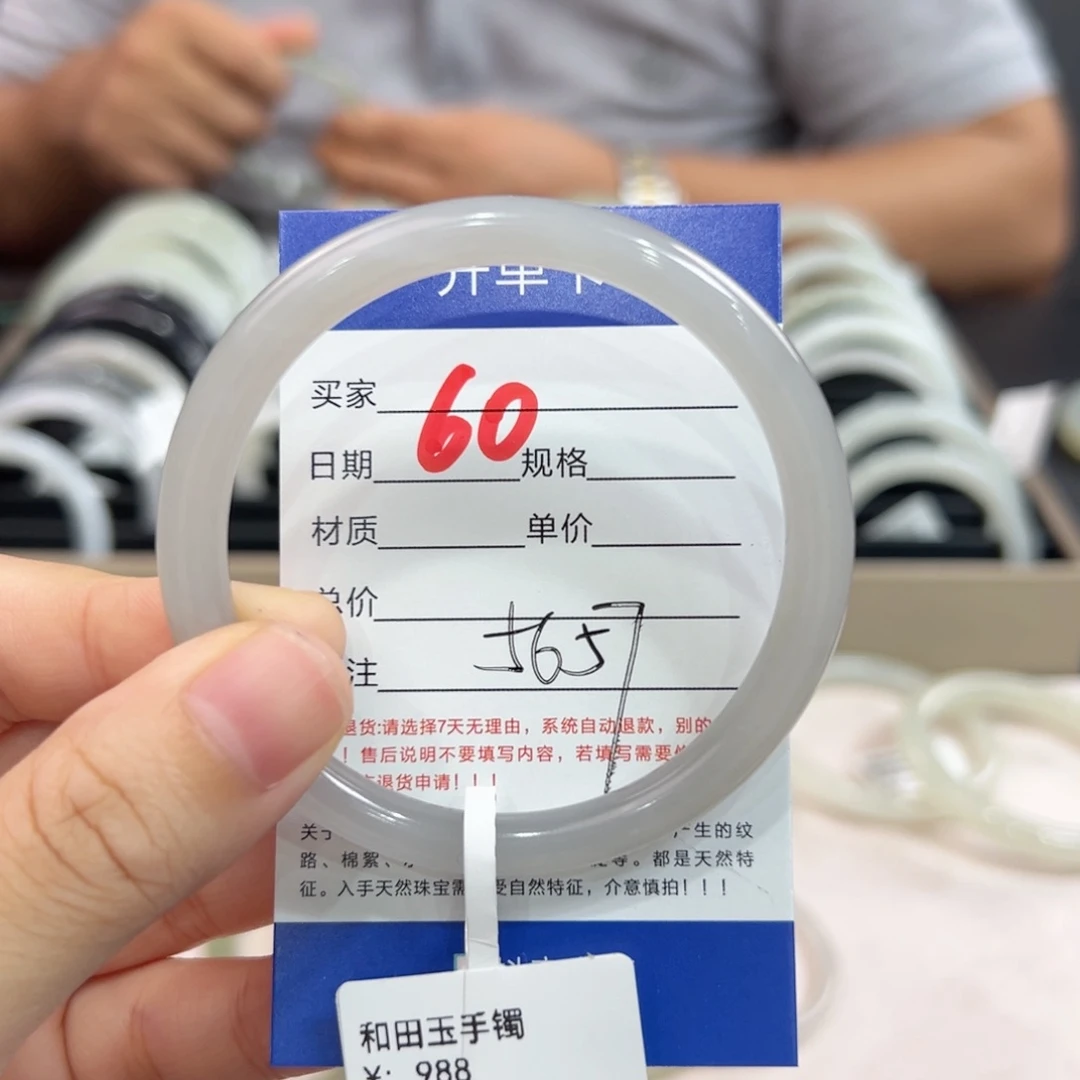 开单卡
买家
60
日期 规格
材质 单价
总价
5657
注
退货:请选择7天无理由，系统自动退款，别的
！售后说明不要填写内容，若填写需要
退货申请！！！
生的纹
路、棉絮、 等。都是天然特
征。入手天然珠宝需 受自然特征，介意慎拍！！！
和田玉手镯
¥: 988